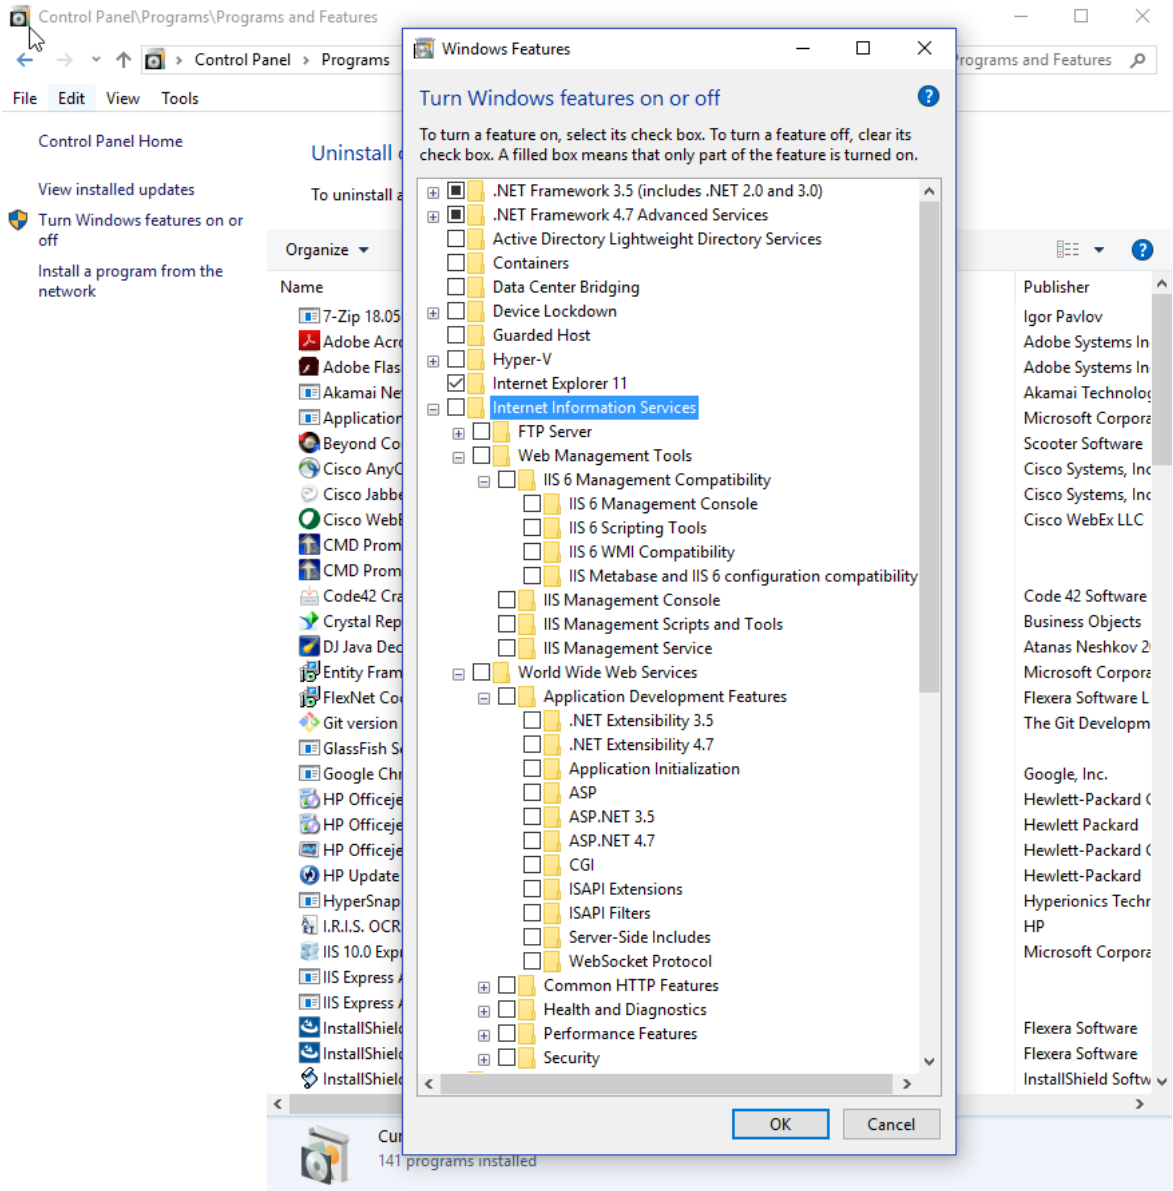 Control Panel\Programs\Programs and Features
Control Panel > Programs
Programs and Features
File Edit View Tools
Control Panel Home
View installed updates
Turn Windows features on or
off
Install a program from the
network
Uninstall
To uninstall a
Organize
Name
Publisher
7-Zip 18.05
Igor Pavlov
Adobe Acro
Adobe Systems In
Adobe Flas
Adobe Systems In
Akamai Ne
Akamai Technolog
Application
Microsoft Corpora
Beyond Co
Scooter Software
Cisco AnyC
Cisco Systems, Inc
Cisco Jabbe
Cisco Systems, Inc
Cisco WebE
Cisco WebEx LLC
CMD Prom
CMD Prom
Code42 Cra
Code 42 Software
Crystal Rep
Business Objects
DJ Java Dec
Atanas Neshkov 2
Entity Fram
Microsoft Corpora
FlexNet Co
Flexera Software L
Git version
The Git Developm
GlassFish Se
Google Chr
Google, Inc.
HP Officeje
Hewlett-Packard
HP Officeje
Hewlett Packard
HP Officeje
Hewlett-Packard
HP Update
Hewlett-Packard
HyperSnap
Hyperionics Techn
I.R.I.S. OCR
HP
IIS 10.0 Expr
Microsoft Corpora
IIS Express A
IIS Express A
InstallShield
Flexera Software
InstallShield
Flexera Software
InstallShield
InstallShield Softw
Cur
141 programs installed
Windows Features
Turn Windows features on or off
To turn a feature on, select its check box. To turn a feature off, clear its
check box. A filled box means that only part of the feature is turned on.
.NET Framework 3.5 (includes .NET 2.0 and 3.0)
.NET Framework 4.7 Advanced Services
Active Directory Lightweight Directory Services
Containers
Data Center Bridging
Device Lockdown
Guarded Host
Hyper-V
Internet Explorer 11
Internet Information Services
FTP Server
Web Management Tools
IIS 6 Management Compatibility
IIS 6 Management Console
IIS 6 Scripting Tools
IIS 6 WMI Compatibility
IIS Metabase and IIS 6 configuration compatibility
IIS Management Console
IIS Management Scripts and Tools
IIS Management Service
World Wide Web Services
Application Development Features
.NET Extensibility 3.5
.NET Extensibility 4.7
Application Initialization
ASP
ASP.NET 3.5
ASP.NET 4.7
CGI
ISAPI Extensions
ISAPI Filters
Server-Side Includes
WebSocket Protocol
Common HTTP Features
Health and Diagnostics
Performance Features
Security
OK
Cancel